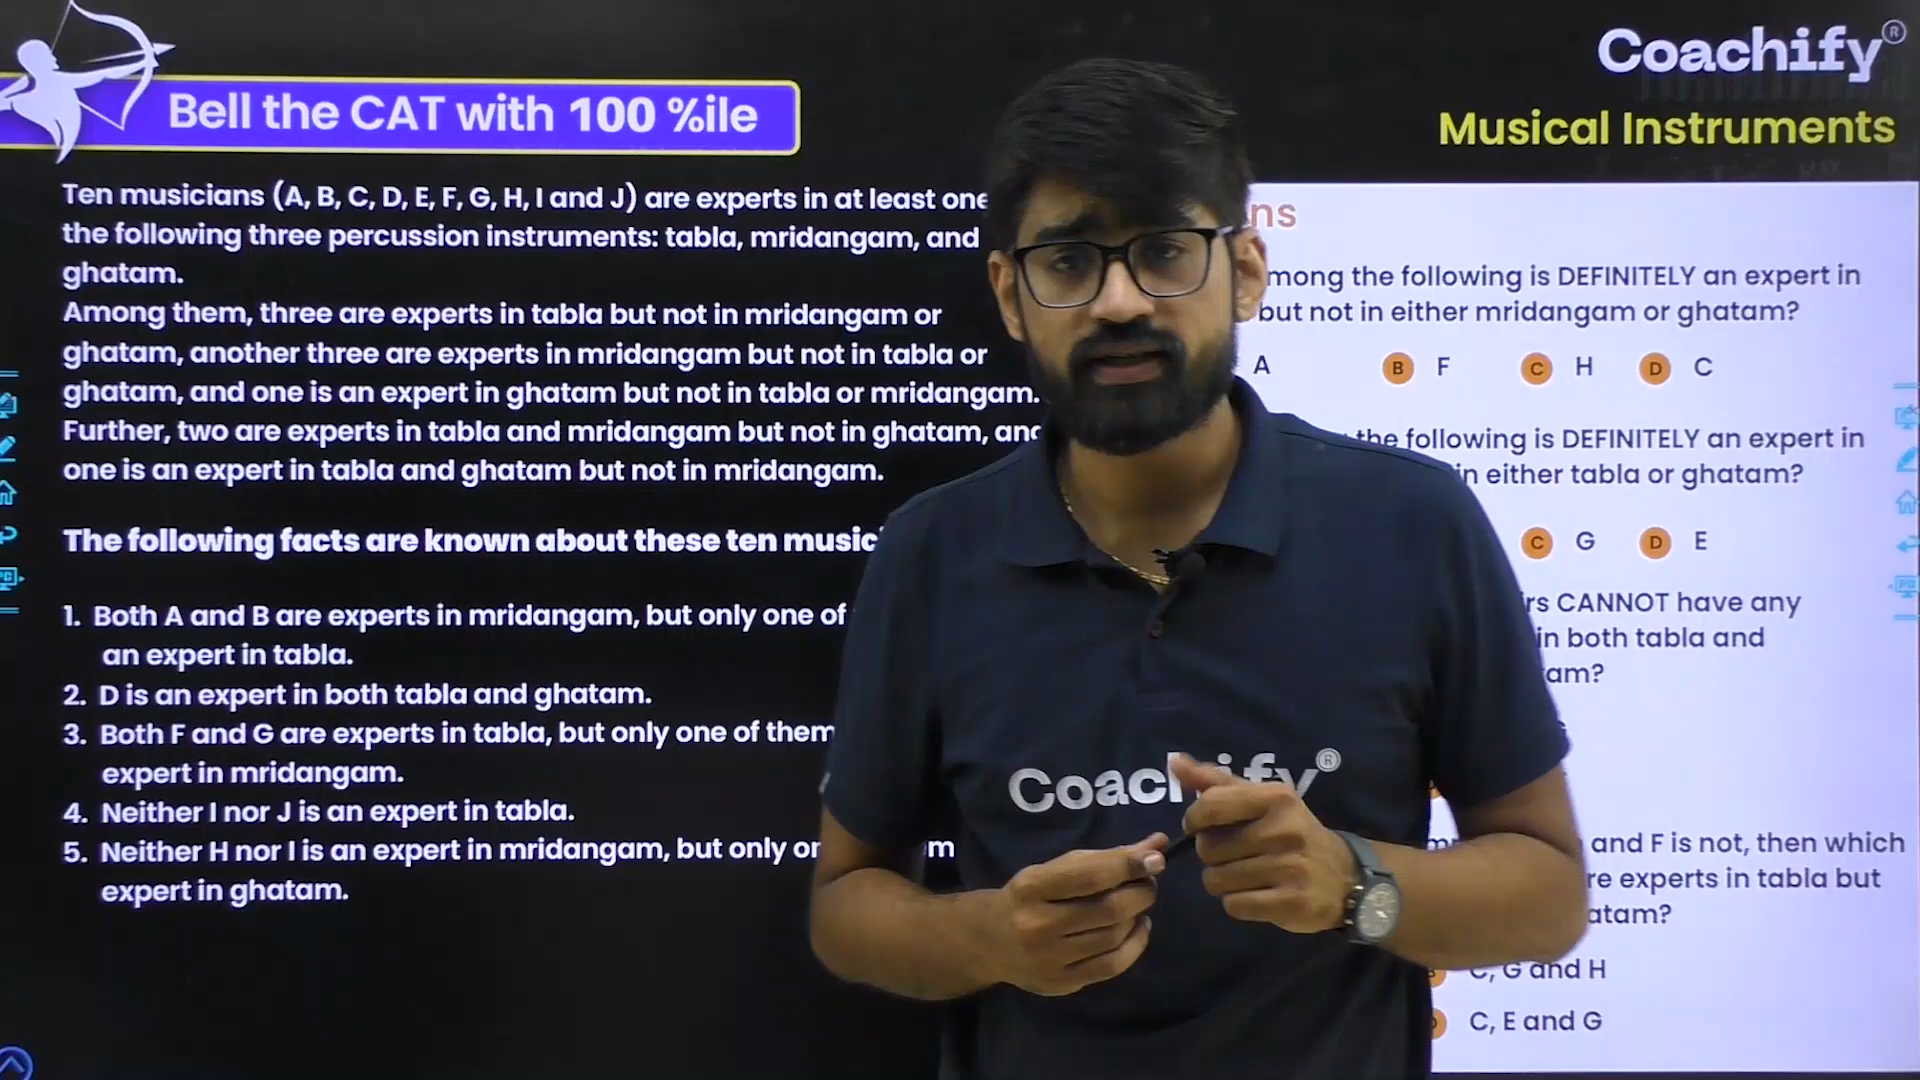 Coachify®
Bell the CAT with 100 %ile
Musical Instruments
Ten musicians (A, B, C, D, E, F, G, H, I and J) are experts in at least one
the following three percussion instruments: tabla, mridangam, and
ghatam.
Among them, three are experts in tabla but not in mridangam or
ghatam, another three are experts in mridangam but not in tabla or
ghatam, and one is an expert in ghatam but not in tabla or mridangam.
Further, two are experts in tabla and mridangam but not in ghatam, and
one is an expert in tabla and ghatam but not in mridangam.
The following facts are known about these ten
1. Both A and B are experts in mridangam, but only one of
an expert in tabla.
2. D is an expert in both tabla and ghatam.
3. Both F and G are experts in tabla, but only one of them
expert in mridangam.
4. Neither I nor J is an expert in tabla.
5. Neither H nor I is an expert in mridangam, but only
expert in ghatam.
Coachify®
among the following is DEFINITELY an expert in
but not in either mridangam or ghatam?
A B F C H D C
the following is DEFINITELY an expert in
in either tabla or ghatam?
C G D E
CANNOT have any
in both tabla and
and F is not, then which
experts in tabla but
C, G and H
C, E and G